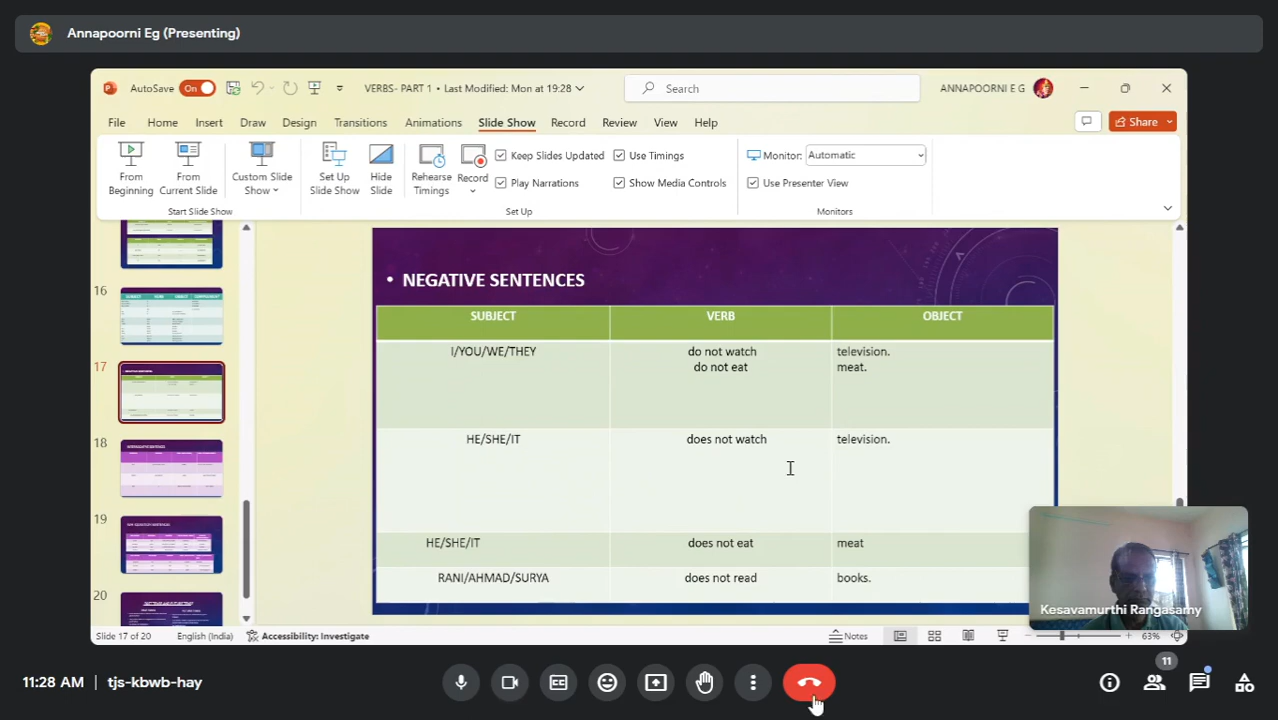 Annapoorni Eg (Presenting)
AutoSave On VERBS- PART 1 • Last Modified: Mon at 19:28 Search ANNAPOORNI E G
File Home Insert Draw Design Transitions Animations Slide Show Record Review View Help Share
From Beginning
From Current Slide
Custom Slide Show
Set Up Slide Show
Hide Slide
Rehearse Timings
Record
Keep Slides Updated
Play Narrations
Use Timings
Show Media Controls
Monitor: Automatic
Use Presenter View
Start Slide Show Set Up Monitors
16
17
18
19
20
• NEGATIVE SENTENCES
SUBJECT VERB OBJECT
I/YOU/WE/THEY do not watch television.
do not eat meat.
HE/SHE/IT does not watch television.
HE/SHE/IT does not eat meat
RANI/AHMAD/SURYA does not read books.
Kesavamurthi Rangasamy
Slide 17 of 20 English (India) Accessibility: Investigate Notes 63%
11:28 AM | tjs-kbwb-hay
11